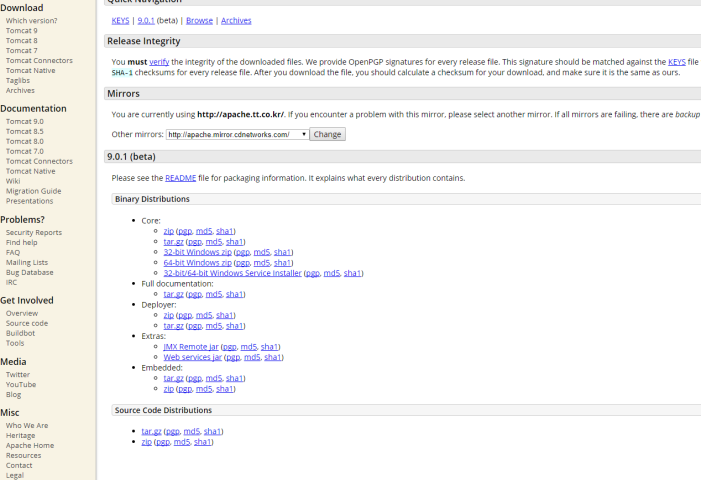 Download
Which version?
Tomcat 9
Tomcat 8
Tomcat 7
Tomcat Connectors
Tomcat Native
Taglibs
Archives
Documentation
Tomcat 9.0
Tomcat 8.5
Tomcat 8.0
Tomcat 7.0
Tomcat Connectors
Tomcat Native
Wiki
Migration Guide
Presentations
Problems?
Security Reports
Find help
FAQ
Mailing Lists
Bug Database
IRC
Get Involved
Overview
Source code
Buildbot
Tools
Media
Twitter
YouTube
Blog
Misc
Who We Are
Heritage
Apache Home
Resources
Contact
Legal
Quick Navigation
KEYS | 9.0.1 (beta) | Browse | Archives
Release Integrity
You must verify the integrity of the downloaded files. We provide OpenPGP signatures for every release file. This signature should be matched against the KEYS file
SHA-1 checksums for every release file. After you download the file, you should calculate a checksum for your download, and make sure it is the same as ours.
Mirrors
You are currently using http://apache.tt.co.kr/. If you encounter a problem with this mirror, please select another mirror. If all mirrors are failing, there are backup
Other mirrors: http://apache.mirror.cdnetworks.com/ Change
9.0.1 (beta)
Please see the README file for packaging information. It explains what every distribution contains.
Binary Distributions
Core:
zip (pgp, md5, sha1)
tar.gz (pgp, md5, sha1)
32-bit Windows zip (pgp, md5, sha1)
64-bit Windows zip (pgp, md5, sha1)
32-bit/64-bit Windows Service Installer (pgp, md5, sha1)
Full documentation:
tar.gz (pgp, md5, sha1)
Deployer:
zip (pgp, md5, sha1)
tar.gz (pgp, md5, sha1)
Extras:
JMX Remote jar (pgp, md5, sha1)
Web services jar (pgp, md5, sha1)
Embedded:
tar.gz (pgp, md5, sha1)
zip (pgp, md5, sha1)
Source Code Distributions
tar.gz (pgp, md5, sha1)
zip (pgp, md5, sha1)